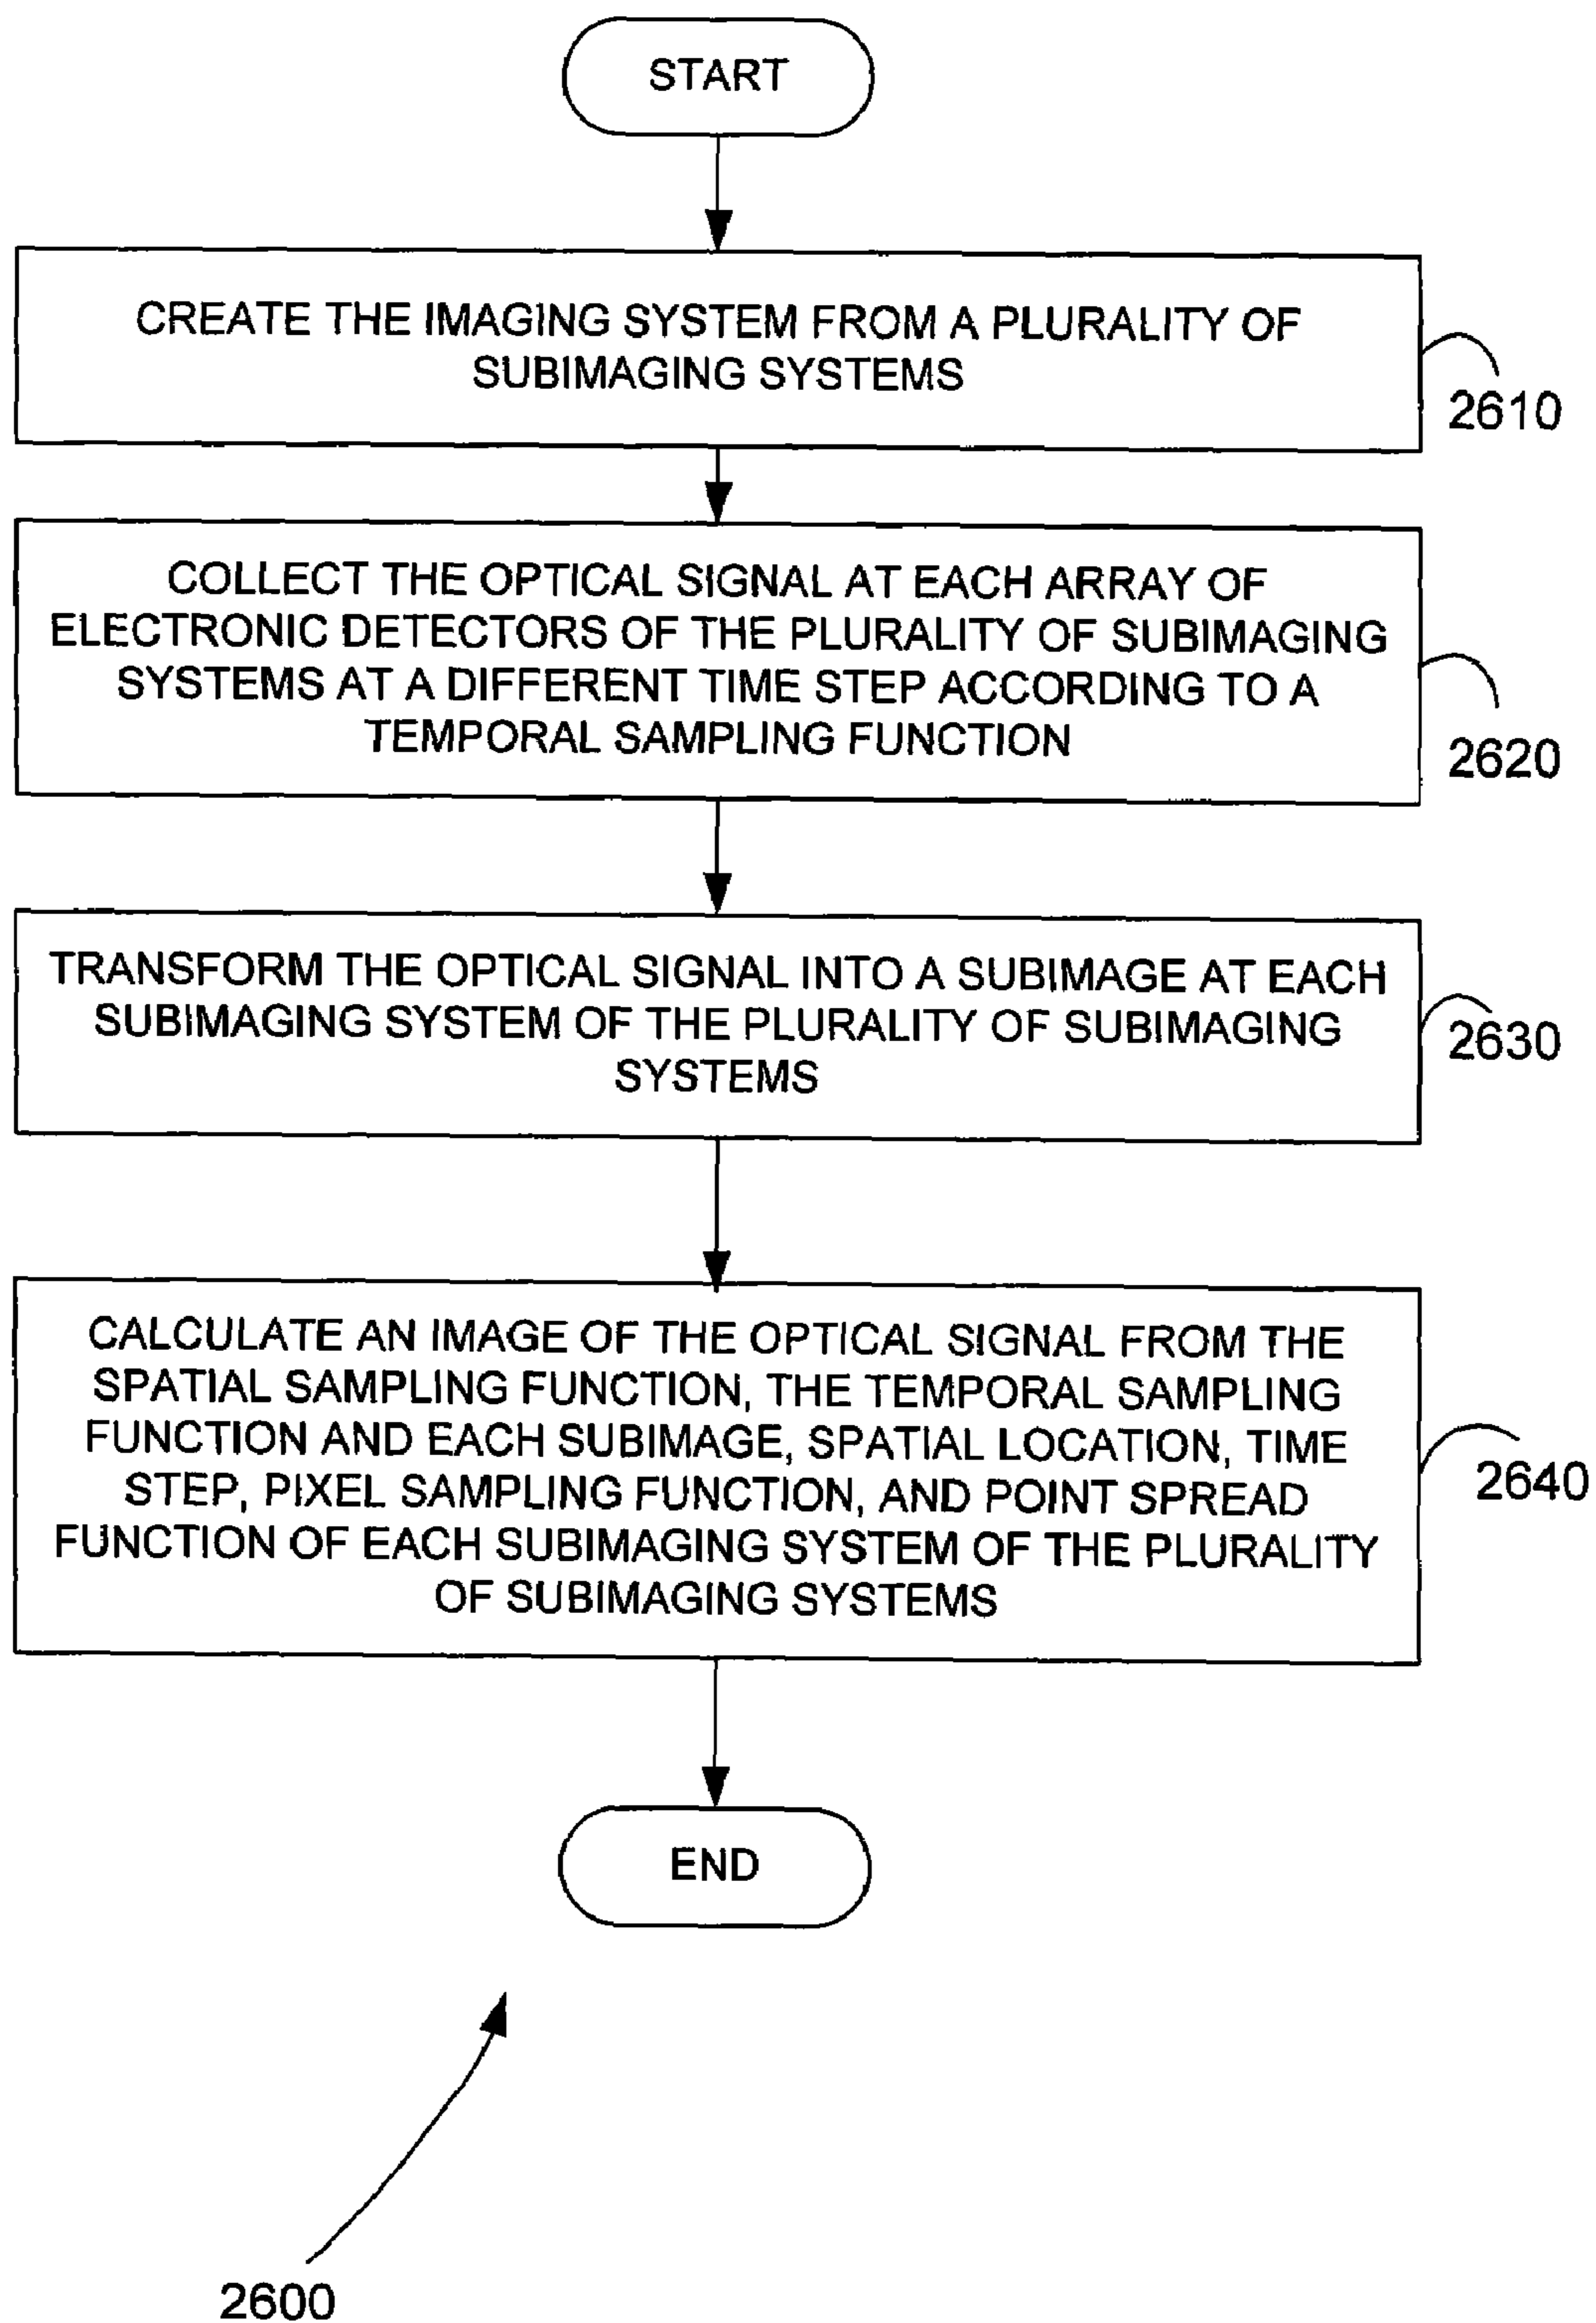 START
CREATE THE IMAGING SYSTEM FROM A PLURALITY OF
SUBIMAGING SYSTEMS
2610
COLLECT THE OPTICAL SIGNAL AT EACH ARRAY OF
ELECTRONIC DETECTORS OF THE PLURALITY OF SUBIMAGING
SYSTEMS AT A DIFFERENT TIME STEP ACCORDING TO A
TEMPORAL SAMPLING FUNCTION
2620
TRANSFORM THE OPTICAL SIGNAL INTO A SUBIMAGE AT EACH
SUBIMAGING SYSTEM OF THE PLURALITY OF SUBIMAGING
SYSTEMS
2630
CALCULATE AN IMAGE OF THE OPTICAL SIGNAL FROM THE
SPATIAL SAMPLING FUNCTION, THE TEMPORAL SAMPLING
FUNCTION AND EACH SUBIMAGE, SPATIAL LOCATION, TIME
STEP, PIXEL SAMPLING FUNCTION, AND POINT SPREAD
FUNCTION OF EACH SUBIMAGING SYSTEM OF THE PLURALITY
OF SUBIMAGING SYSTEMS
2640
END
2600